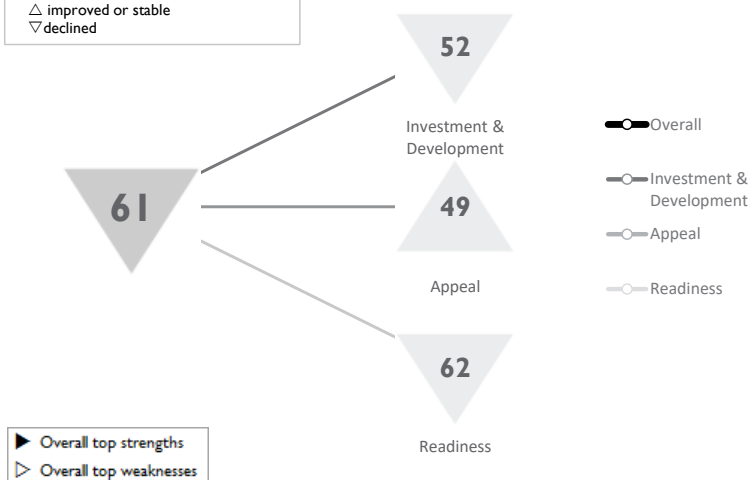 △ improved or stable
▽ declined
52
Investment &
Development
61
49
Appeal
62
Readiness
Overall
Investment &
Development
Appeal
Readiness
▶ Overall top strengths
▷ Overall top weaknesses